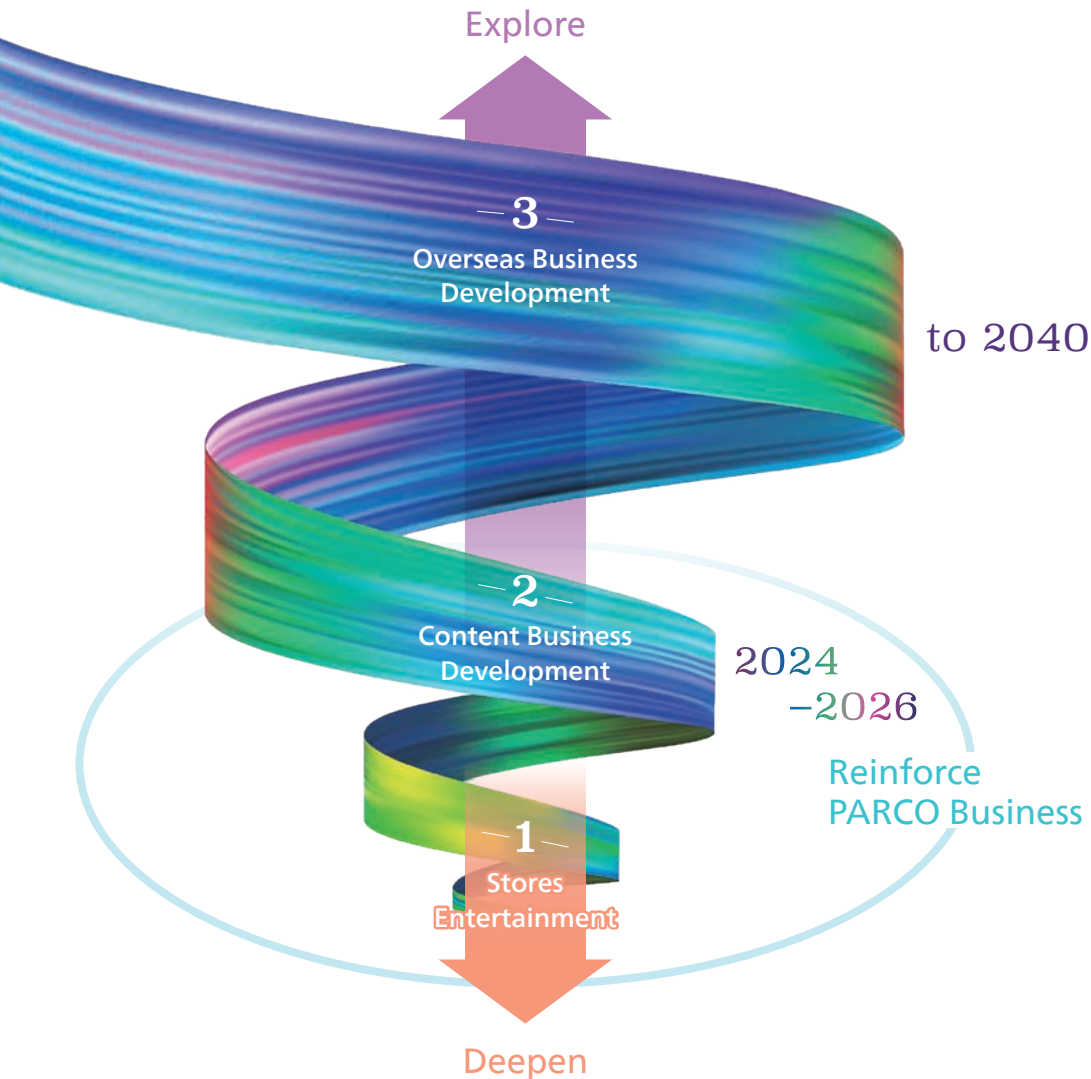 Explore
3
Overseas Business
Development
to 2040
2
Content Business
Development
2024
–2026
Reinforce
PARCO Business
1
Stores
Entertainment
Deepen